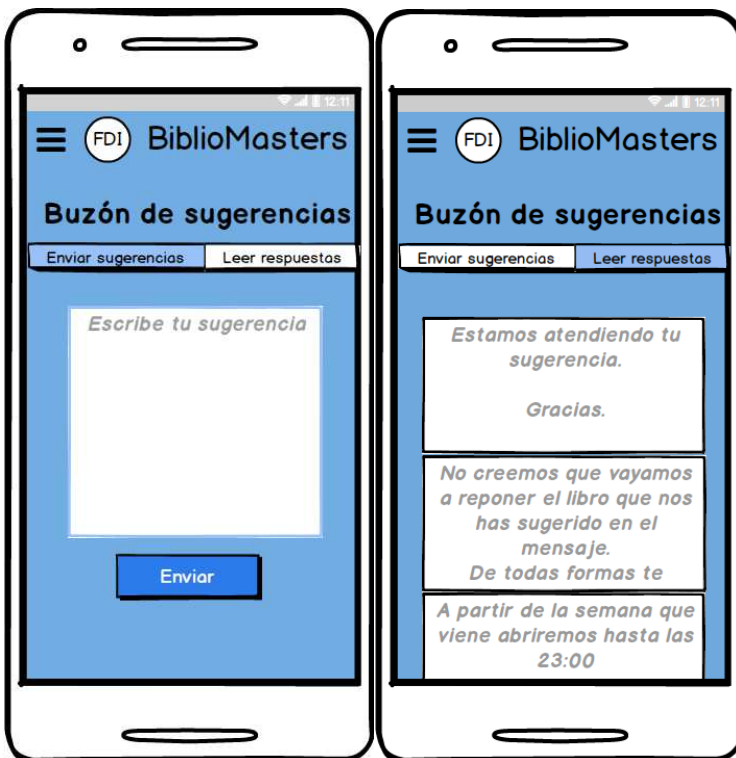 12:11
FDI BiblioMasters
Buzón de sugerencias
Enviar sugerencias Leer respuestas
Escribe tu sugerencia
Enviar
12:11
FDI BiblioMasters
Buzón de sugerencias
Enviar sugerencias Leer respuestas
Estamos atendiendo tu
sugerencia.
Gracias.
No creemos que vayamos
a reponer el libro que nos
has sugerido en el
mensaje.
De todas formas te
A partir de la semana que
viene abriremos hasta las
23:00